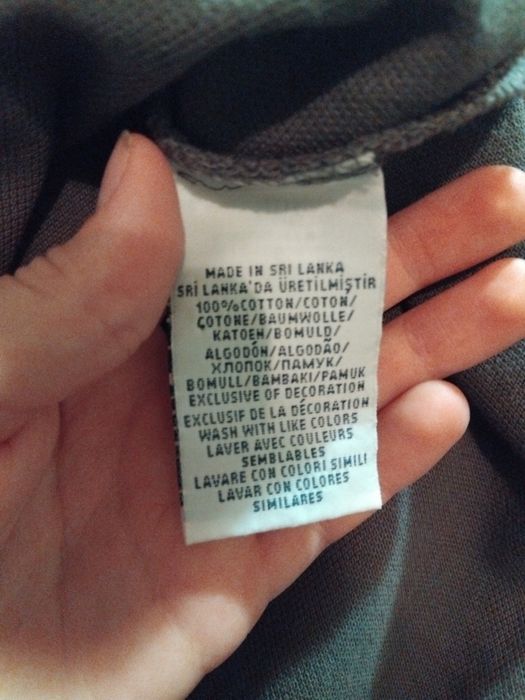 MADE IN SRI LANKA
SRİ LANKA'DA ÜRETİLMİŞTİR
100%COTTON/COTON/
COTONE/BAUMWOLLE/
KATOEN/BOMULD/
ALGODÓN/ALGODÃO/
ХЛОПОК/ПАМУК/
BOMULL/BAMBAKI/PAMUK
EXCLUSIVE OF DECORATION
EXCLUSIF DE LA DÉCORATION
WASH WITH LIKE COLORS
LAVER AVEC COULEURS
SEMBLABLES
LAVARE CON COLORI SIMILI
LAVAR CON COLORES
SIMILARES